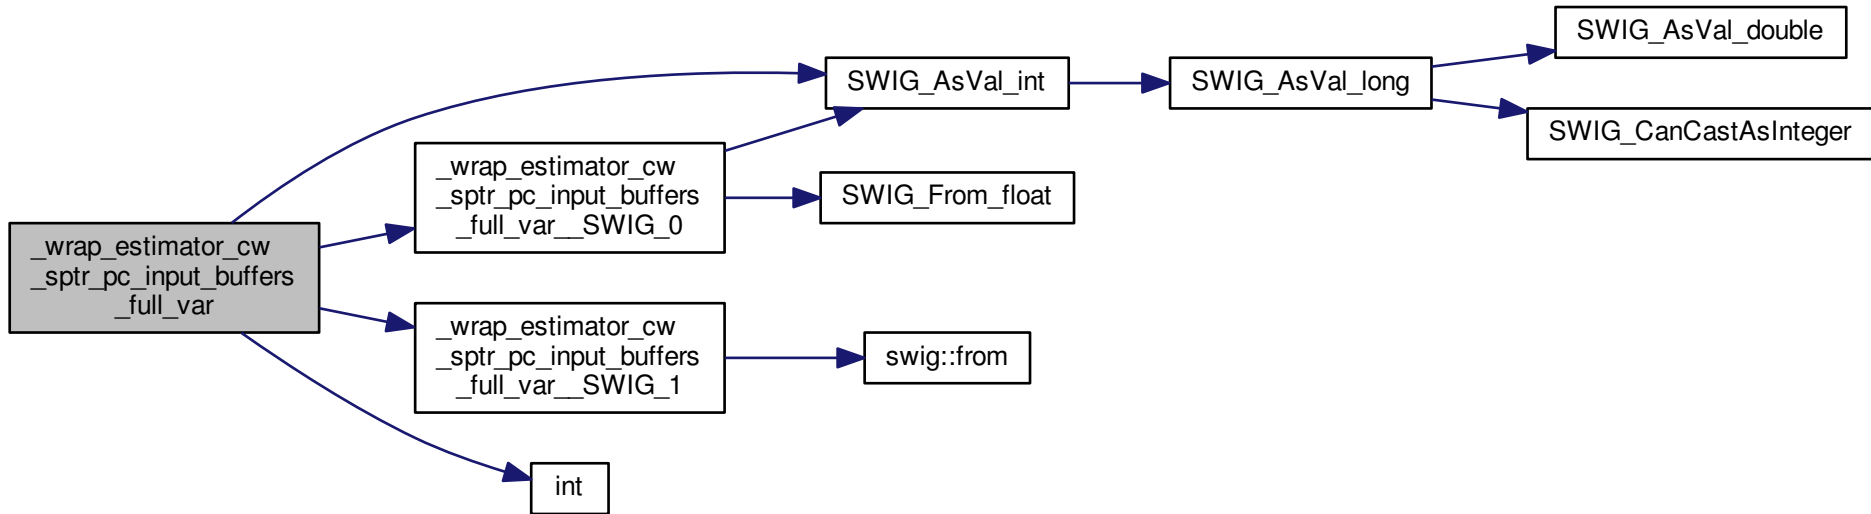 _wrap_estimator_cw
_sptr_pc_input_buffers
_full_var
_wrap_estimator_cw
_sptr_pc_input_buffers
_full_var__SWIG_0
_wrap_estimator_cw
_sptr_pc_input_buffers
_full_var__SWIG_1
int
SWIG_AsVal_int
SWIG_From_float
swig::from
SWIG_AsVal_long
SWIG_AsVal_double
SWIG_CanCastAsInteger